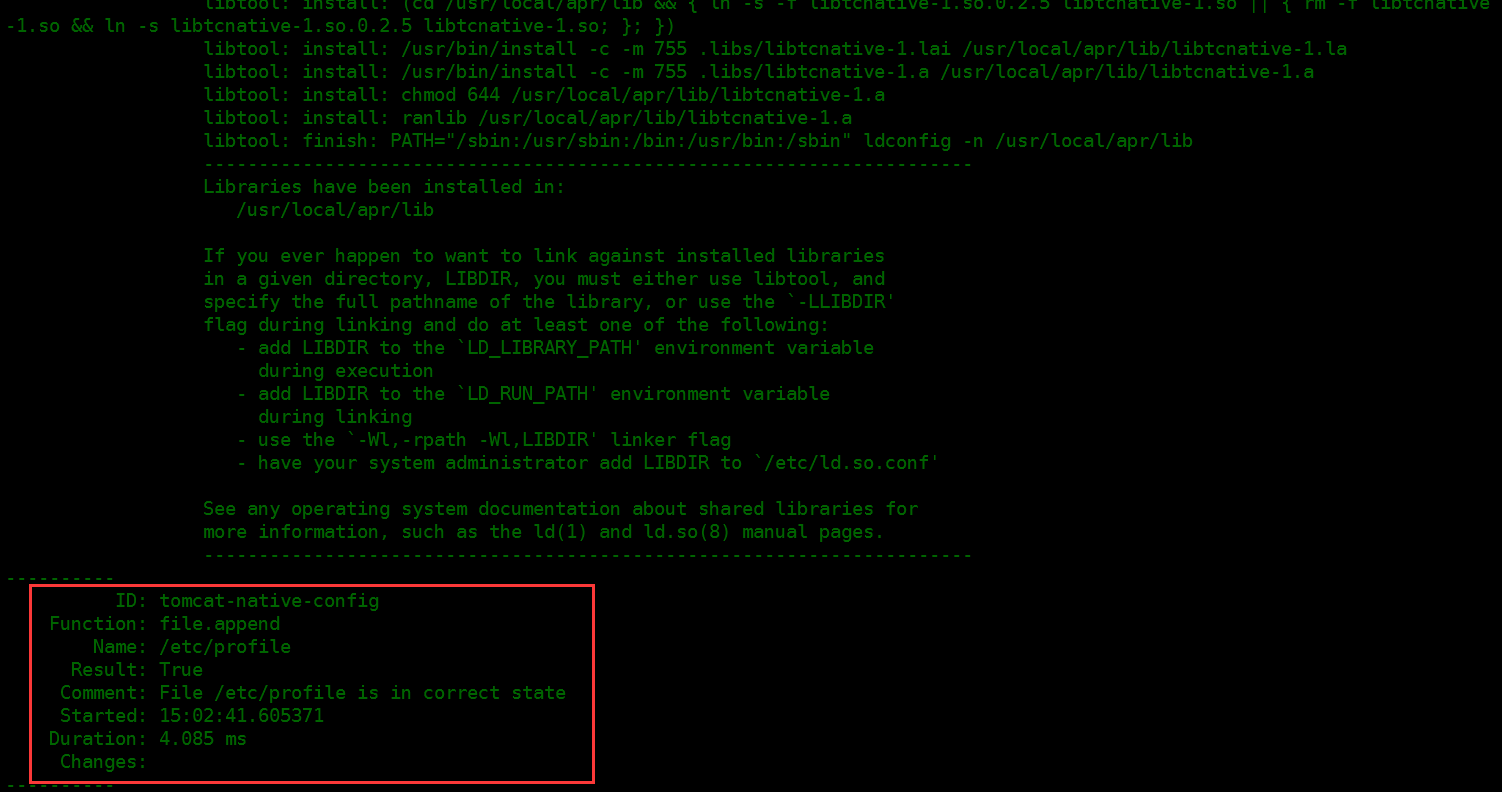 libtool: install: (cd /usr/local/apr/lib && { ln -s -f libtcnative-1.so.0.2.5 libtcnative-1.so || { rm -f libtcnative
-1.so && ln -s libtcnative-1.so.0.2.5 libtcnative-1.so; }; })
libtool: install: /usr/bin/install -c -m 755 .libs/libtcnative-1.lai /usr/local/apr/lib/libtcnative-1.la
libtool: install: /usr/bin/install -c -m 755 .libs/libtcnative-1.a /usr/local/apr/lib/libtcnative-1.a
libtool: install: chmod 644 /usr/local/apr/lib/libtcnative-1.a
libtool: install: ranlib /usr/local/apr/lib/libtcnative-1.a
libtool: finish: PATH="/sbin:/usr/sbin:/bin:/usr/bin:/sbin" ldconfig -n /usr/local/apr/lib
----------------------------------------------------------------------
Libraries have been installed in:
/usr/local/apr/lib
If you ever happen to want to link against installed libraries
in a given directory, LIBDIR, you must either use libtool, and
specify the full pathname of the library, or use the `-LLIBDIR'
flag during linking and do at least one of the following:
- add LIBDIR to the `LD_LIBRARY_PATH' environment variable
during execution
- add LIBDIR to the `LD_RUN_PATH' environment variable
during linking
- use the `-Wl,-rpath -Wl,LIBDIR' linker flag
- have your system administrator add LIBDIR to `/etc/ld.so.conf'
See any operating system documentation about shared libraries for
more information, such as the ld(1) and ld.so(8) manual pages.
----------------------------------------------------------------------
----------
ID: tomcat-native-config
Function: file.append
Name: /etc/profile
Result: True
Comment: File /etc/profile is in correct state
Started: 15:02:41.605371
Duration: 4.085 ms
Changes:
----------